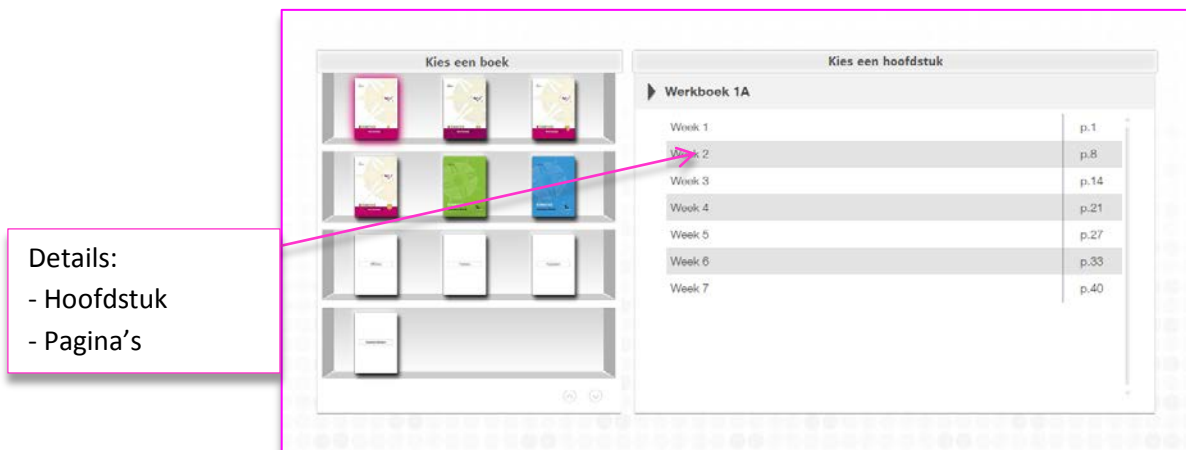 Kies een boek
Kies een hoofdstuk
Werkboek 1A
Week 1 p.1
Week 2 p.8
Week 3 p.14
Week 4 p.21
Week 5 p.27
Week 6 p.33
Week 7 p.40
Details:
- Hoofdstuk
- Pagina’s